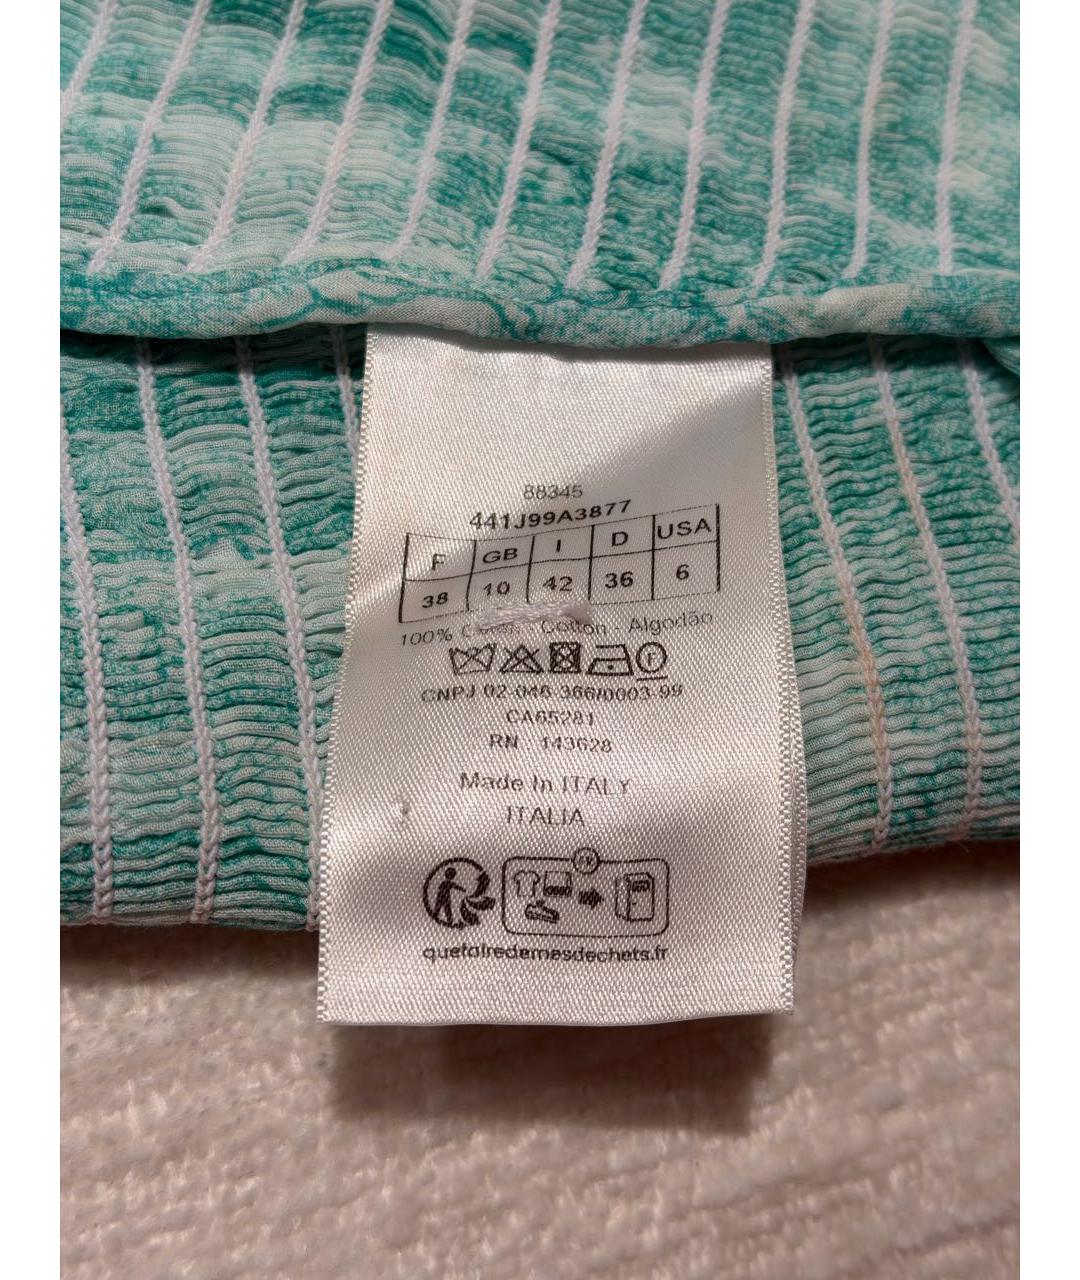 88345
441J99A3877
F GB I D USA
38 10 42 36 6
100% Cotton - Algodão
CNPJ 02-046-366/0003-99
CA65281
RN : 143628
Made In ITALY
ITALIA
FR
quefairedemesdechets.fr